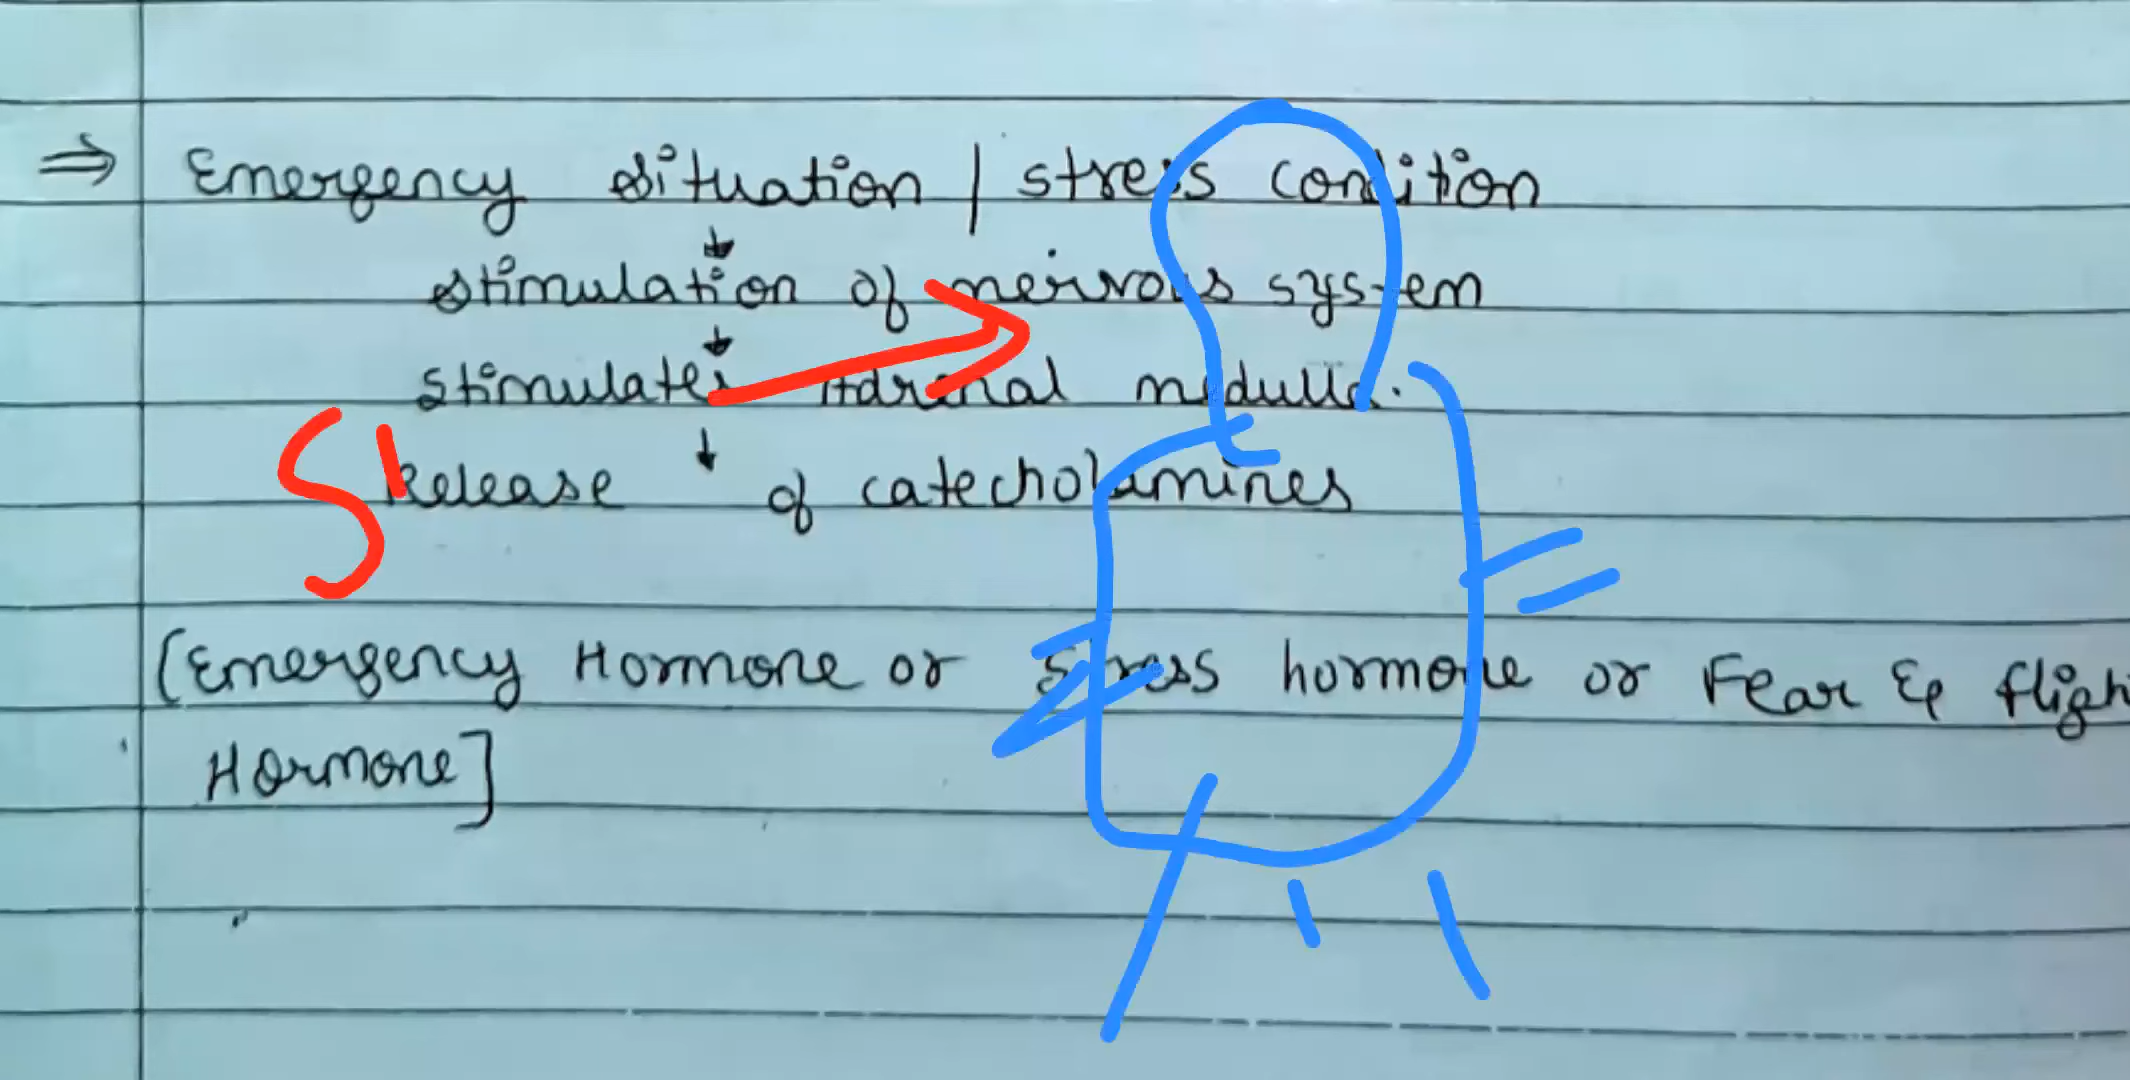 ⇒ Emergency situation / stress condition
↓
stimulation of nervous system
↓
stimulates Adrenal medulla.
↓
Release of catecholamines
(Emergency Hormone or stress hormone or Fear & flight
Hormone]